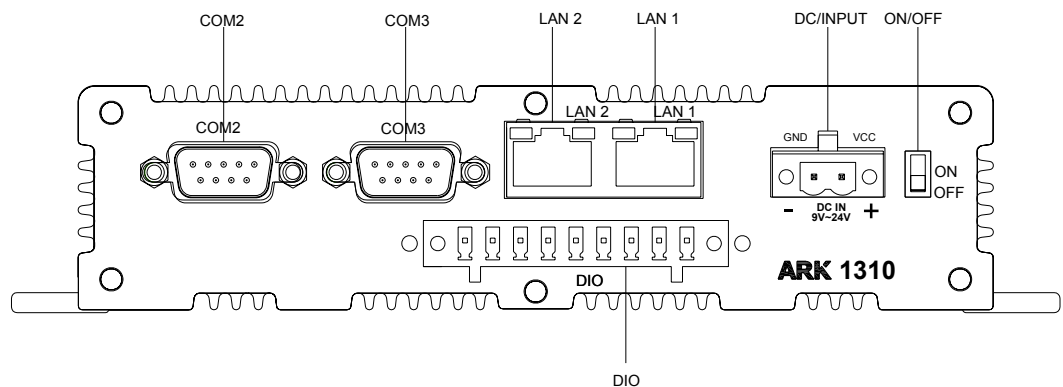 COM2
COM3
LAN 2
LAN 1
DC/INPUT
ON/OFF
COM2
COM3
LAN 2
LAN 1
GND
VCC
ON
OFF
DC IN
9V~24V
-
+
DIO
ARK 1310
DIO